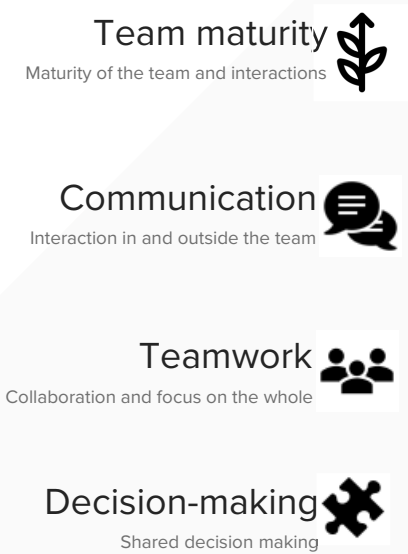 Team maturity
Maturity of the team and interactions
Communication
Interaction in and outside the team
Teamwork
Collaboration and focus on the whole
Decision-making
Shared decision making